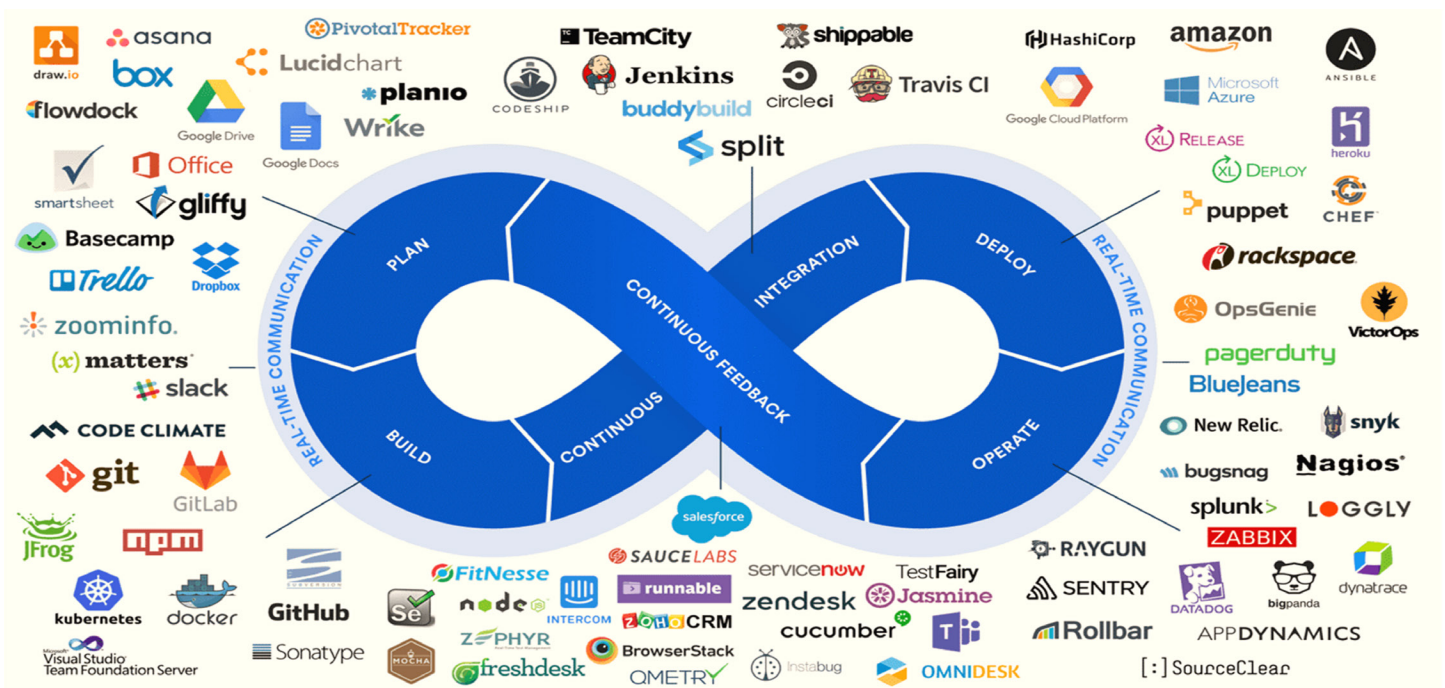 draw.io
asana
PivotalTracker
box
Lucidchart
flowdock
Google Drive
planio
Google Docs
Wrike
smartsheet
Office
gliffy
Basecamp
Trello
Dropbox
TC
TeamCity
shippable
CODESHIP
Jenkins
buddybuild
circleci
Travis CI
split
HashiCorp
amazon
ANSIBLE
Google Cloud Platform
Microsoft
Azure
XL RELEASE
heroku
XL DEPLOY
puppet
CHEF
rackspace
PLAN
CONTINUOUS FEEDBACK
INTEGRATION
DEPLOY
BUILD
CONTINUOUS
OPERATE
REAL-TIME COMMUNICATION
REAL-TIME COMMUNICATION
zoominfo.
(x) matters
slack
OpsGenie
VictorOps
pagerduty
BlueJeans
CODE CLIMATE
git
GitLab
JFrog
npm
SUBVERSION
kubernetes
docker
GitHub
Microsoft
Visual Studio
Team Foundation Server
Sonatype
salesforce
SAUCELABS
FitNesse
Se
node
JS
INTERCOM
runnable
servicenow
TestFairy
zendesk
Jasmine
ZOHO CRM
ZEPHYR
MOCHA
freshdesk
BrowserStack
QMETRY
cucumber
T
Instabug
OMNIDESK
New Relic.
snyk
bugsnag
Nagios®
splunk>
LOGGLY
ZABBIX
RAYGUN
SENTRY
DATADOG
bigpanda
dynatrace
Rollbar
APPDYNAMICS
[:]SourceClear